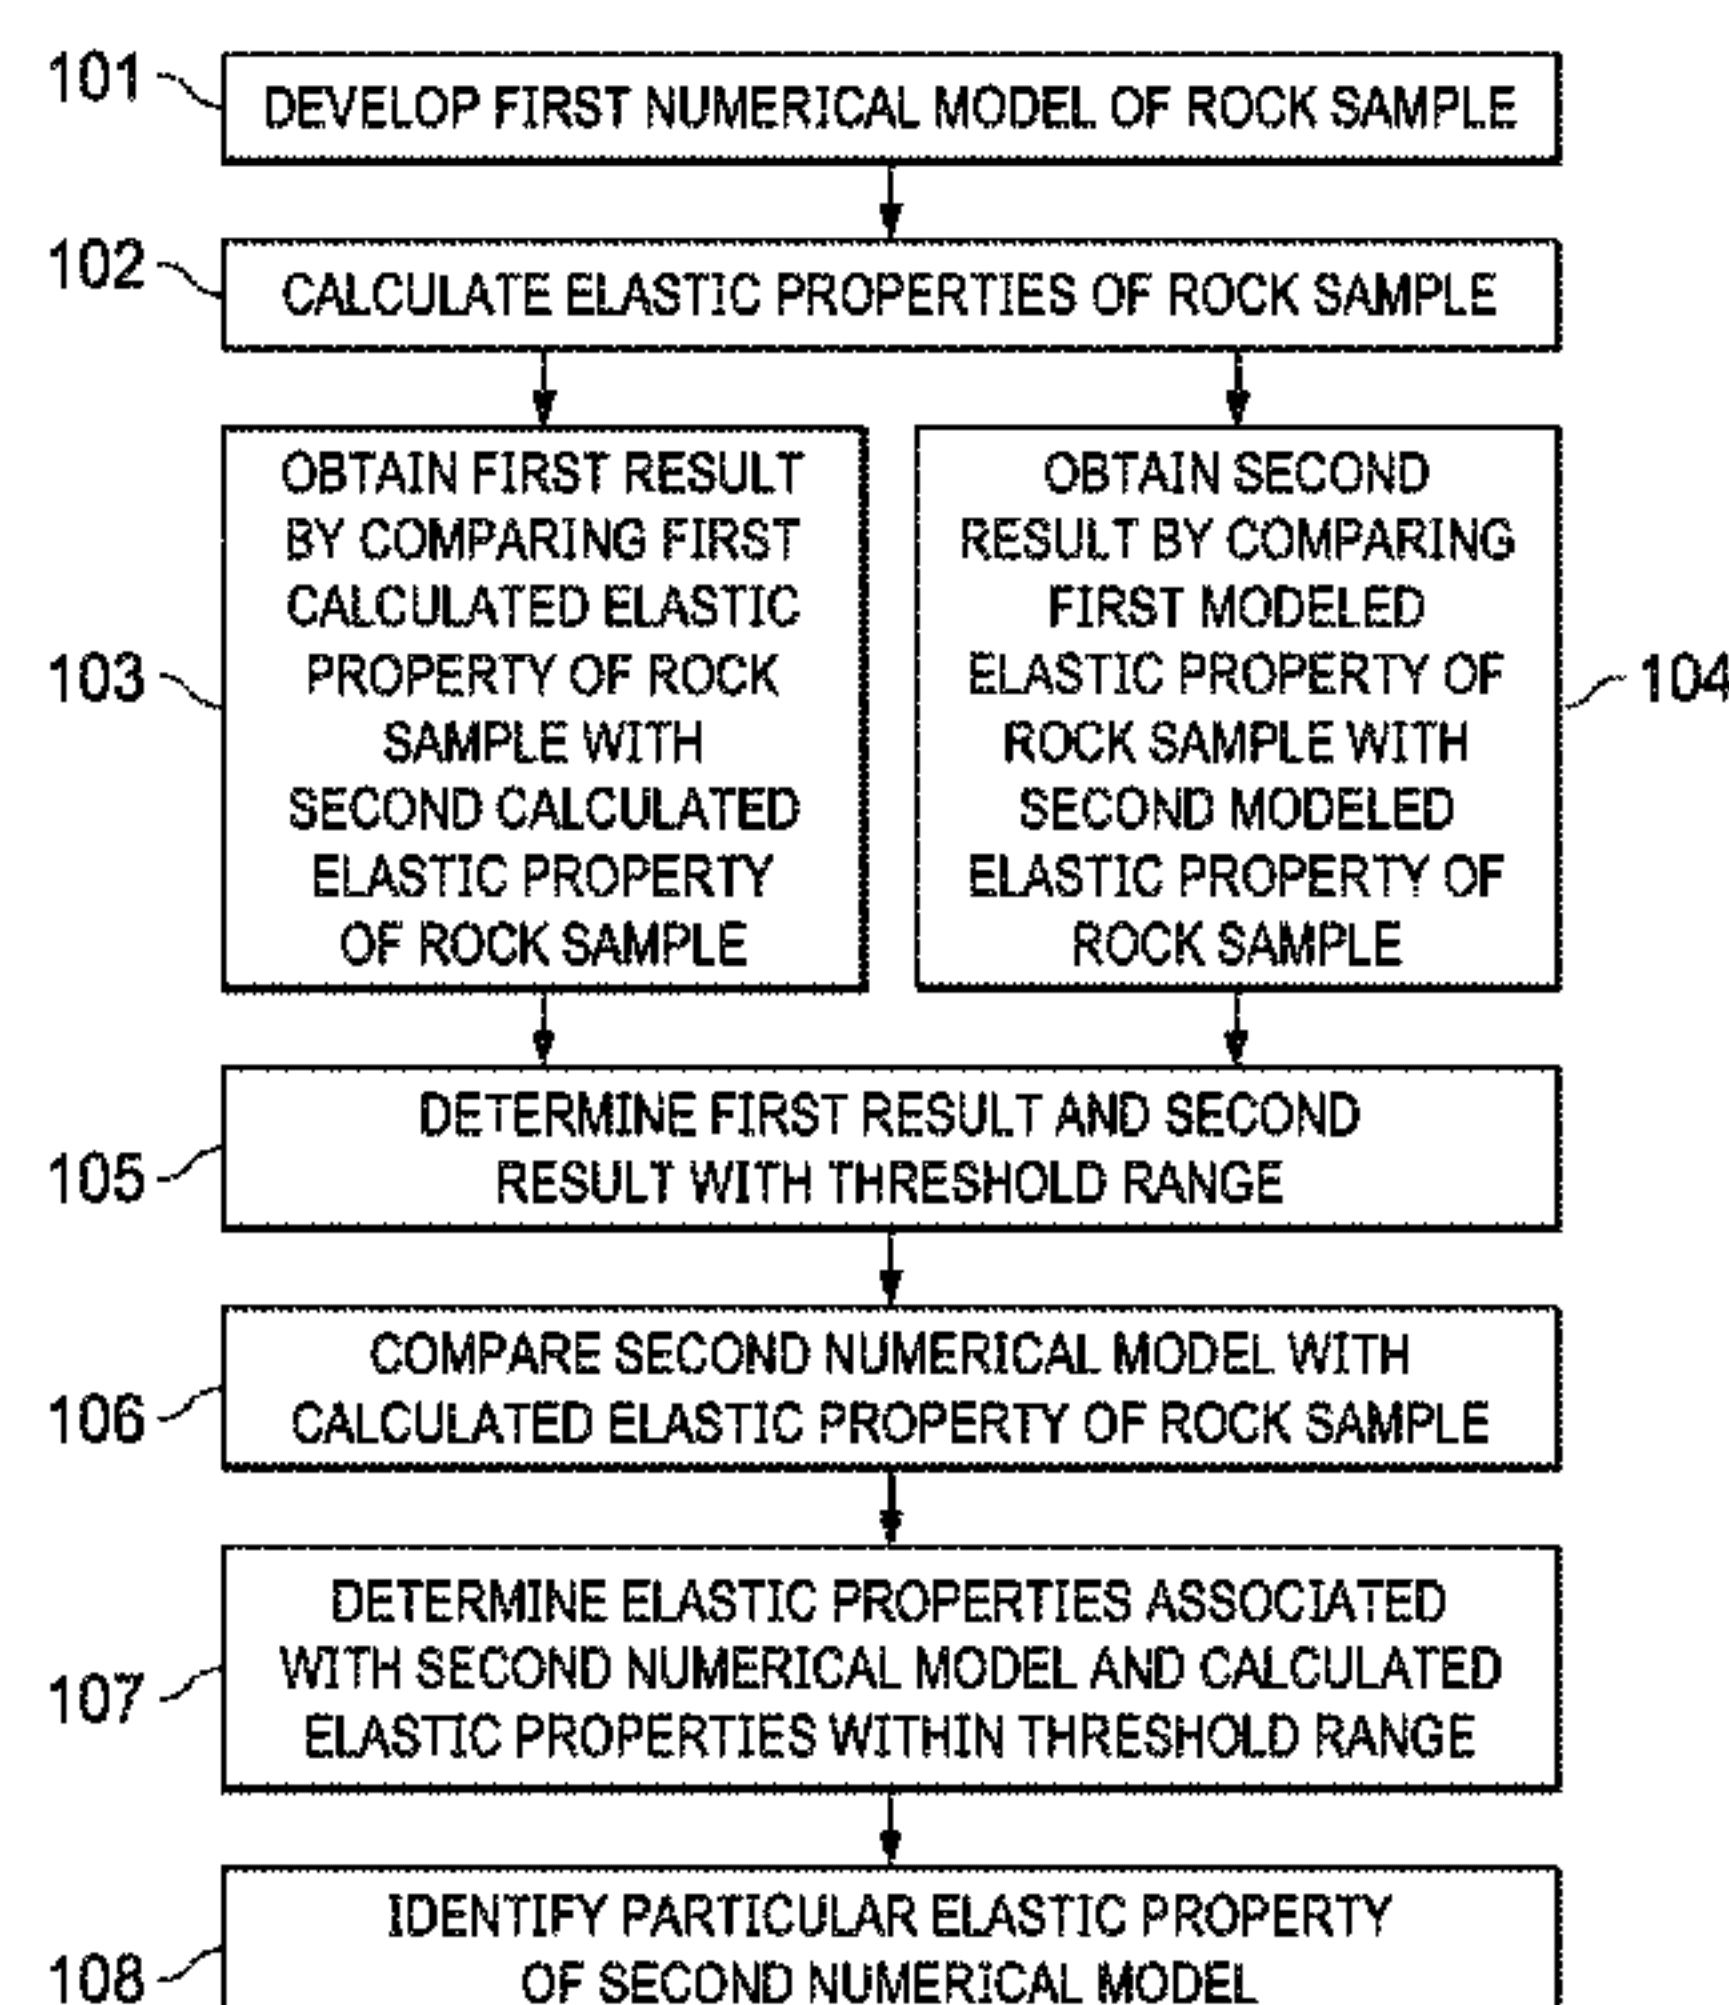 101
DEVELOP FIRST NUMERICAL MODEL OF ROCK SAMPLE
102
CALCULATE ELASTIC PROPERTIES OF ROCK SAMPLE
103
OBTAIN FIRST RESULT
BY COMPARING FIRST
CALCULATED ELASTIC
PROPERTY OF ROCK
SAMPLE WITH
SECOND CALCULATED
ELASTIC PROPERTY
OF ROCK SAMPLE
OBTAIN SECOND
RESULT BY COMPARING
FIRST MODELED
ELASTIC PROPERTY OF
ROCK SAMPLE WITH
SECOND MODELED
ELASTIC PROPERTY OF
ROCK SAMPLE
104
105
DETERMINE FIRST RESULT AND SECOND
RESULT WITH THRESHOLD RANGE
106
COMPARE SECOND NUMERICAL MODEL WITH
CALCULATED ELASTIC PROPERTY OF ROCK SAMPLE
107
DETERMINE ELASTIC PROPERTIES ASSOCIATED
WITH SECOND NUMERICAL MODEL AND CALCULATED
ELASTIC PROPERTIES WITHIN THRESHOLD RANGE
108
IDENTIFY PARTICULAR ELASTIC PROPERTY
OF SECOND NUMERICAL MODEL